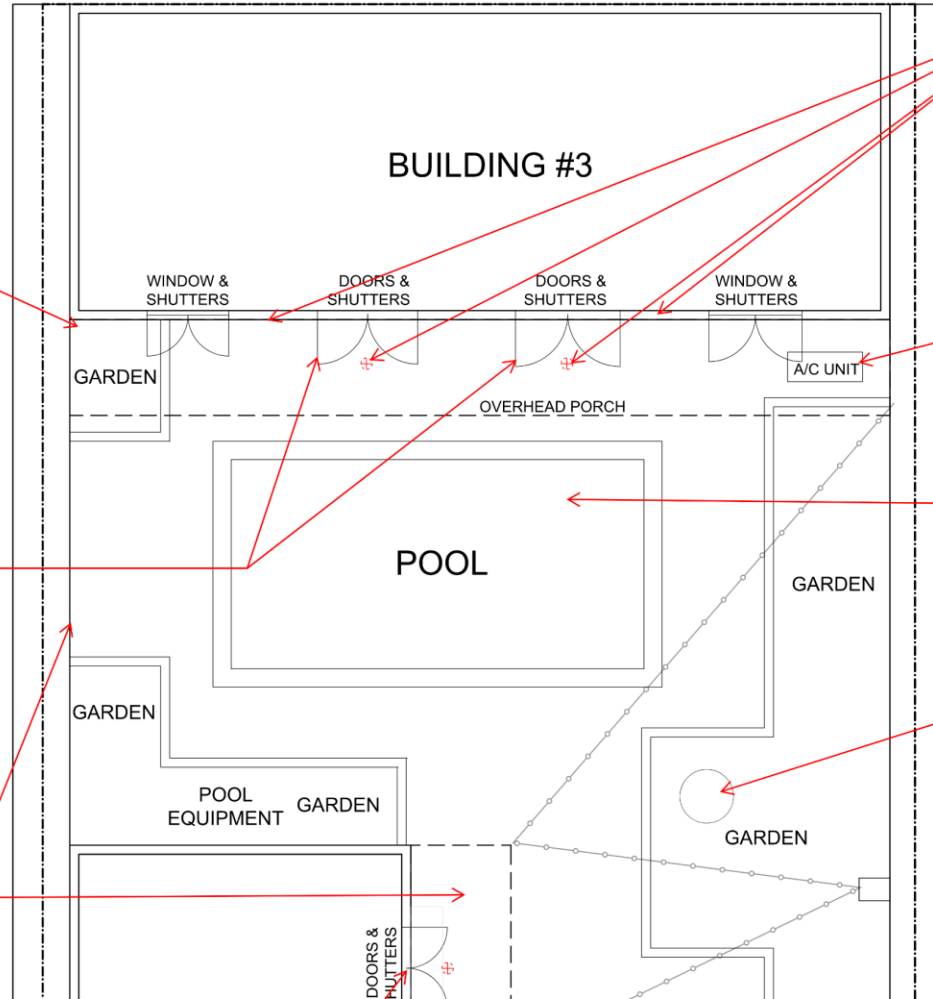 BUILDING #3
WINDOW &
SHUTTERS
DOORS &
SHUTTERS
DOORS &
SHUTTERS
WINDOW &
SHUTTERS
GARDEN
A/C UNIT
OVERHEAD PORCH
POOL
GARDEN
GARDEN
POOL
EQUIPMENT
GARDEN
GARDEN
DOORS &
SHUTTERS